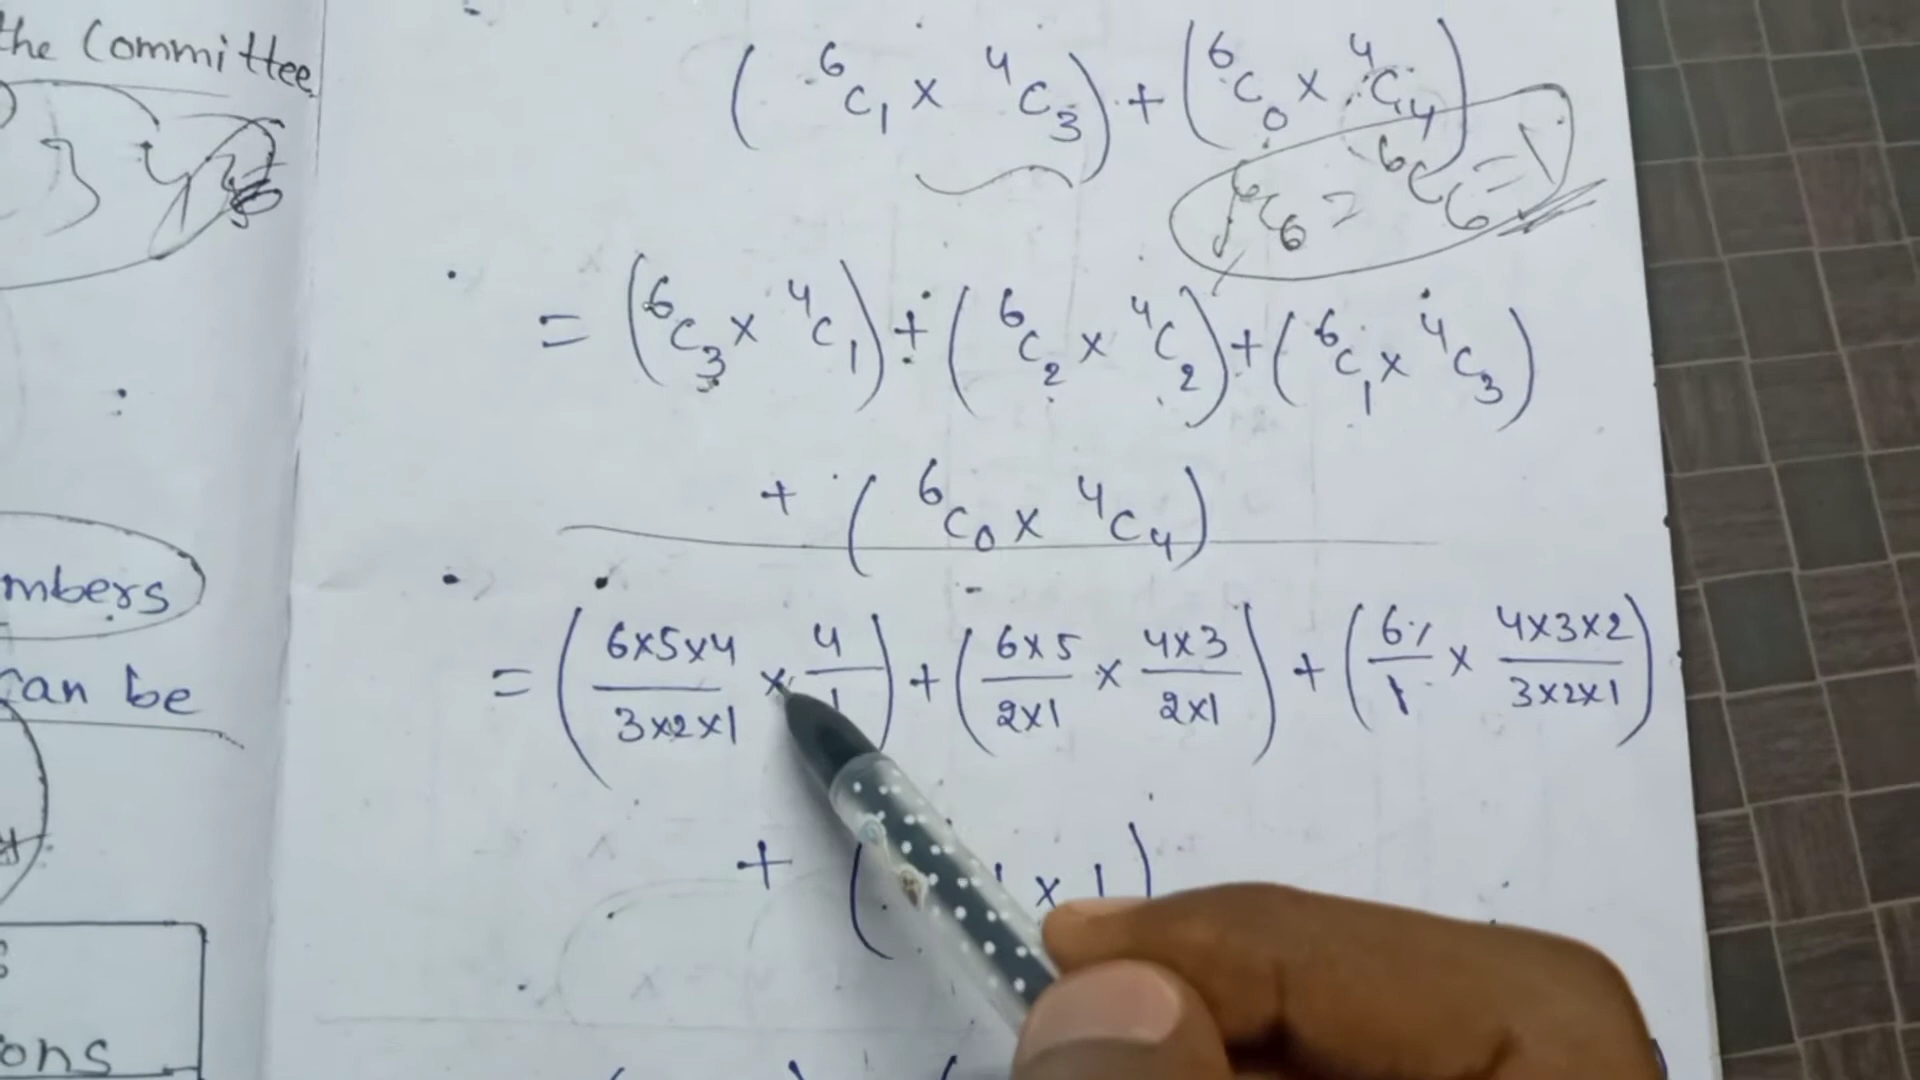 the Committee
3 4
(⁶C₁ × ⁴C₃) + (⁶C₀ × ⁴C₄)
⁶C₆ = 1
= (⁶C₃ × ⁴C₁) + (⁶C₂ × ⁴C₂) + (⁶C₁ × ⁴C₃)
+ (⁶C₀ × ⁴C₄)
mbers
can be
= (6×5×4/3×2×1 × 4/1) + (6×5/2×1 × 4×3/2×1) + (6/1 × 4×3×2/3×2×1)
+ ( 1 × 1 )
ons